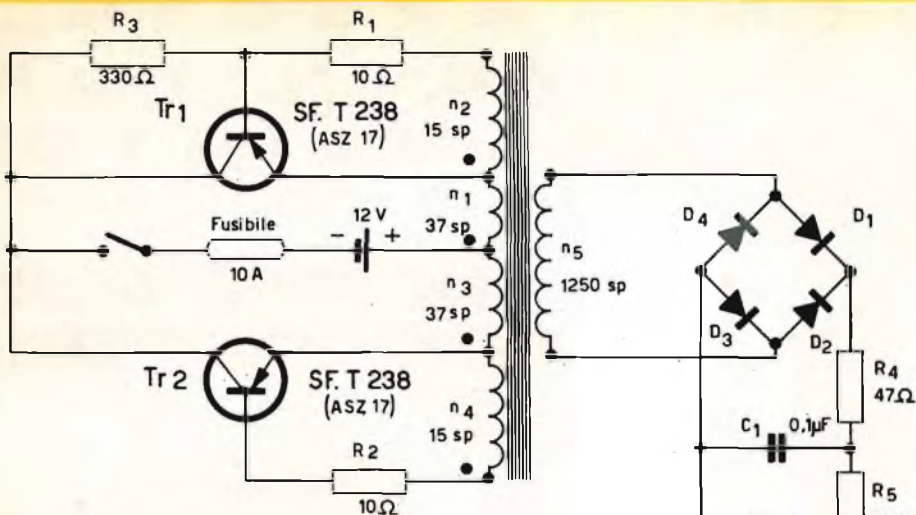 R3
330Ω
R1
10Ω
Tr1
SF. T 238
(ASZ 17)
n2
15 sp
n1
37 sp
Fusibile
10 A
12 V
− +
n3
37 sp
n5
1250 sp
D4
D1
D3
D2
Tr2
SF. T 238
(ASZ 17)
n4
15 sp
R2
10Ω
R4
47Ω
C1
0,1µF
R5